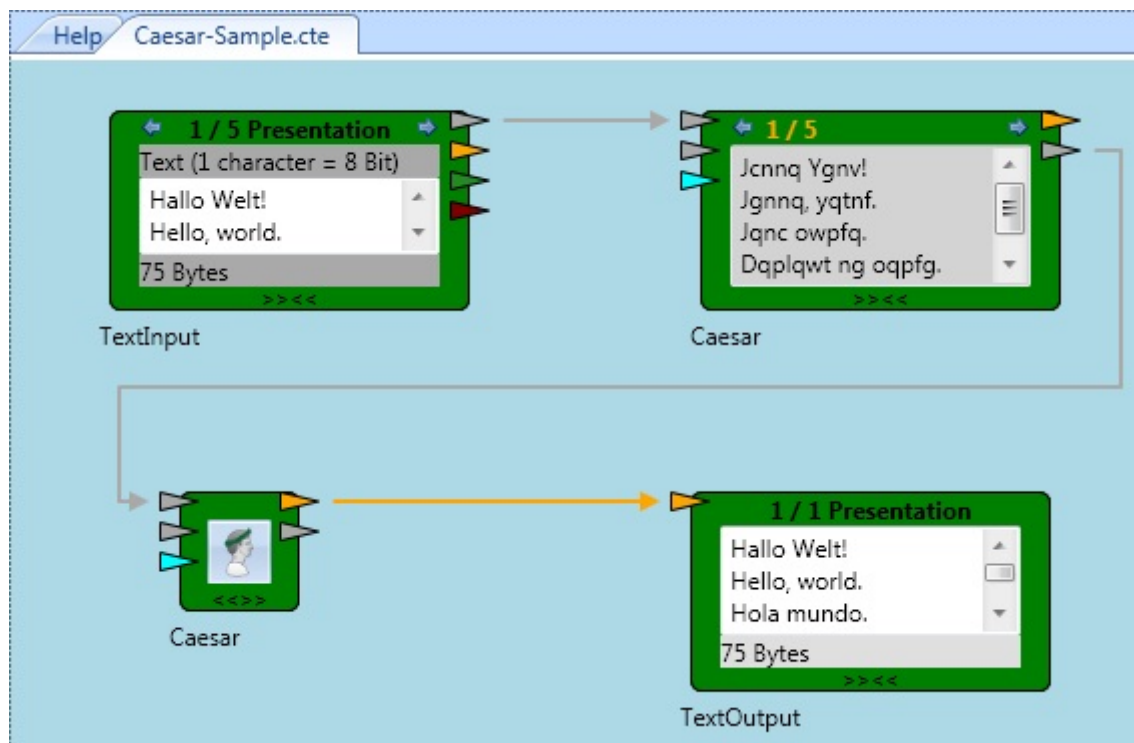 Help
Caesar-Sample.cte
1 / 5 Presentation
Text (1 character = 8 Bit)
Hallo Welt!
Hello, world.
75 Bytes
>><<
TextInput
1 / 5
Jcnnq Ygnv!
Jgnnq, yqtnf.
Jqnc owpfq.
Dqplqwt ng oqpfg.
>><<
Caesar
<<>>
Caesar
1 / 1 Presentation
Hallo Welt!
Hello, world.
Hola mundo.
75 Bytes
>><<
TextOutput